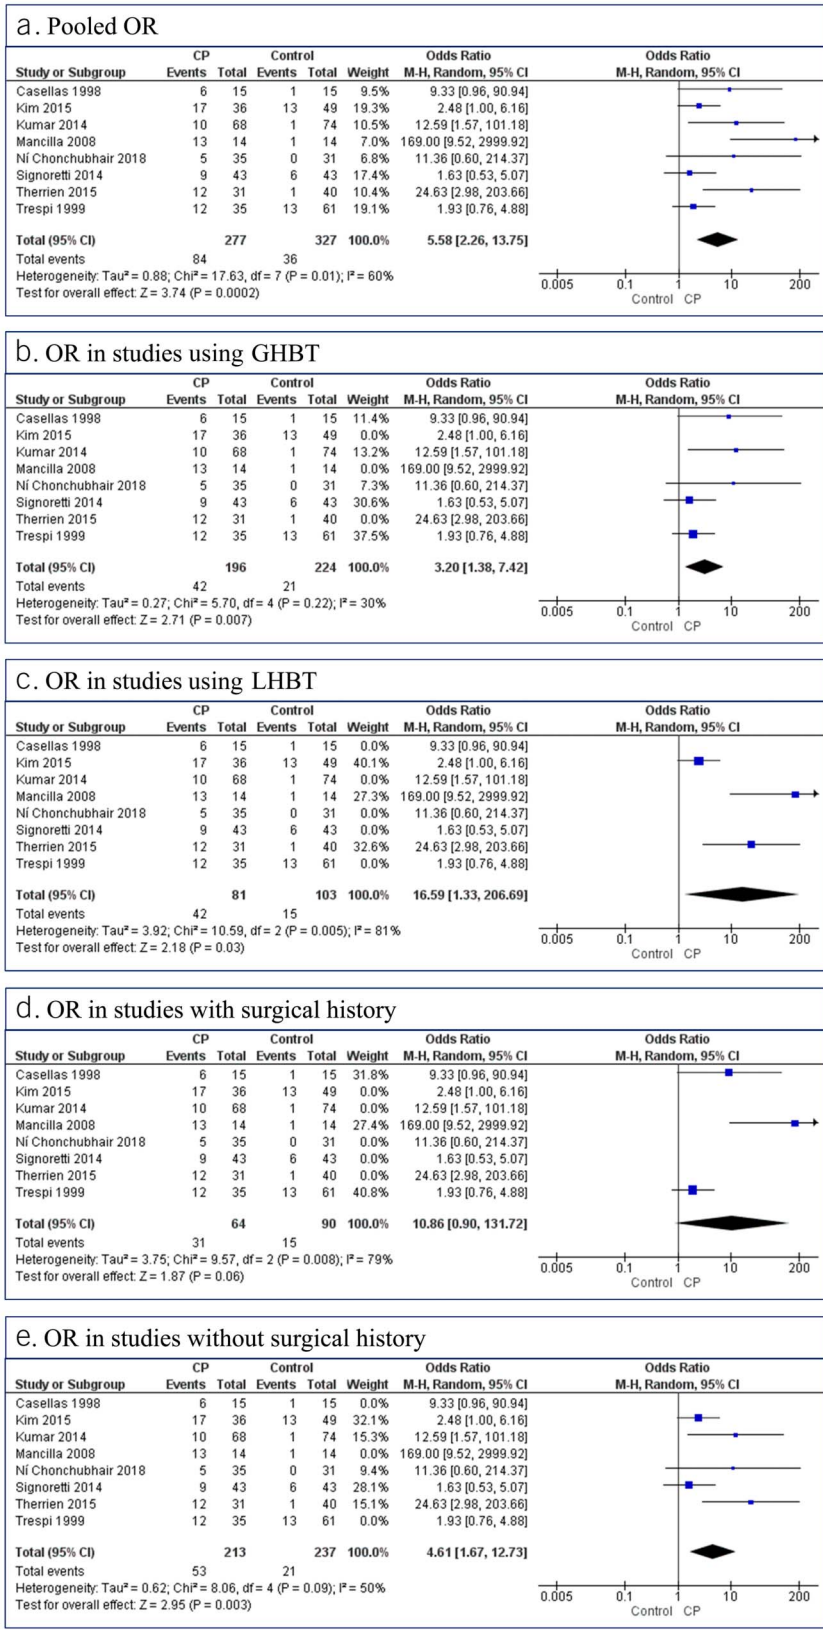 a. Pooled OR
CP Control Odds Ratio Odds Ratio
Study or Subgroup Events Total Events Total Weight M-H, Random, 95% CI M-H, Random, 95% CI
Casellas 1998 6 15 1 15 9.5% 9.33 [0.96, 90.94]
Kim 2015 17 36 13 49 19.3% 2.48 [1.00, 6.16]
Kumar 2014 10 68 1 74 10.5% 12.59 [1.57, 101.18]
Mancilla 2008 13 14 1 14 7.0% 169.00 [9.52, 2999.92]
Ní Chonchubhair 2018 5 35 0 31 6.8% 11.36 [0.60, 214.37]
Signoretti 2014 9 43 6 43 17.4% 1.63 [0.53, 5.07]
Therrien 2015 12 31 1 40 10.4% 24.63 [2.98, 203.66]
Trespi 1999 12 35 13 61 19.1% 1.93 [0.76, 4.88]
Total (95% CI) 277 327 100.0% 5.58 [2.26, 13.75]
Total events 84 36
Heterogeneity: Tau² = 0.88; Chi² = 17.63, df = 7 (P = 0.01); I² = 60%
Test for overall effect: Z = 3.74 (P = 0.0002)
0.005 0.1 1 10 200
Control CP
b. OR in studies using GHBT
CP Control Odds Ratio Odds Ratio
Study or Subgroup Events Total Events Total Weight M-H, Random, 95% CI M-H, Random, 95% CI
Casellas 1998 6 15 1 15 11.4% 9.33 [0.96, 90.94]
Kim 2015 17 36 13 49 0.0% 2.48 [1.00, 6.16]
Kumar 2014 10 68 1 74 13.2% 12.59 [1.57, 101.18]
Mancilla 2008 13 14 1 14 0.0% 169.00 [9.52, 2999.92]
Ní Chonchubhair 2018 5 35 0 31 7.3% 11.36 [0.60, 214.37]
Signoretti 2014 9 43 6 43 30.6% 1.63 [0.53, 5.07]
Therrien 2015 12 31 1 40 0.0% 24.63 [2.98, 203.66]
Trespi 1999 12 35 13 61 37.5% 1.93 [0.76, 4.88]
Total (95% CI) 196 224 100.0% 3.20 [1.38, 7.42]
Total events 42 21
Heterogeneity: Tau² = 0.27; Chi² = 5.70, df = 4 (P = 0.22); I² = 30%
Test for overall effect: Z = 2.71 (P = 0.007)
0.005 0.1 1 10 200
Control CP
c. OR in studies using LHBT
CP Control Odds Ratio Odds Ratio
Study or Subgroup Events Total Events Total Weight M-H, Random, 95% CI M-H, Random, 95% CI
Casellas 1998 6 15 1 15 0.0% 9.33 [0.96, 90.94]
Kim 2015 17 36 13 49 40.1% 2.48 [1.00, 6.16]
Kumar 2014 10 68 1 74 0.0% 12.59 [1.57, 101.18]
Mancilla 2008 13 14 1 14 27.3% 169.00 [9.52, 2999.92]
Ní Chonchubhair 2018 5 35 0 31 0.0% 11.36 [0.60, 214.37]
Signoretti 2014 9 43 6 43 0.0% 1.63 [0.53, 5.07]
Therrien 2015 12 31 1 40 32.6% 24.63 [2.98, 203.66]
Trespi 1999 12 35 13 61 0.0% 1.93 [0.76, 4.88]
Total (95% CI) 81 103 100.0% 16.59 [1.33, 206.69]
Total events 42 15
Heterogeneity: Tau² = 3.92; Chi² = 10.59, df = 2 (P = 0.005); I² = 81%
Test for overall effect: Z = 2.18 (P = 0.03)
0.005 0.1 1 10 200
Control CP
d. OR in studies with surgical history
CP Control Odds Ratio Odds Ratio
Study or Subgroup Events Total Events Total Weight M-H, Random, 95% CI M-H, Random, 95% CI
Casellas 1998 6 15 1 15 31.8% 9.33 [0.96, 90.94]
Kim 2015 17 36 13 49 0.0% 2.48 [1.00, 6.16]
Kumar 2014 10 68 1 74 0.0% 12.59 [1.57, 101.18]
Mancilla 2008 13 14 1 14 27.4% 169.00 [9.52, 2999.92]
Ní Chonchubhair 2018 5 35 0 31 0.0% 11.36 [0.60, 214.37]
Signoretti 2014 9 43 6 43 0.0% 1.63 [0.53, 5.07]
Therrien 2015 12 31 1 40 0.0% 24.63 [2.98, 203.66]
Trespi 1999 12 35 13 61 40.8% 1.93 [0.76, 4.88]
Total (95% CI) 64 90 100.0% 10.86 [0.90, 131.72]
Total events 31 15
Heterogeneity: Tau² = 3.75; Chi² = 9.57, df = 2 (P = 0.008); I² = 79%
Test for overall effect: Z = 1.87 (P = 0.06)
0.005 0.1 1 10 200
Control CP
e. OR in studies without surgical history
CP Control Odds Ratio Odds Ratio
Study or Subgroup Events Total Events Total Weight M-H, Random, 95% CI M-H, Random, 95% CI
Casellas 1998 6 15 1 15 0.0% 9.33 [0.96, 90.94]
Kim 2015 17 36 13 49 32.1% 2.48 [1.00, 6.16]
Kumar 2014 10 68 1 74 15.3% 12.59 [1.57, 101.18]
Mancilla 2008 13 14 1 14 0.0% 169.00 [9.52, 2999.92]
Ní Chonchubhair 2018 5 35 0 31 9.4% 11.36 [0.60, 214.37]
Signoretti 2014 9 43 6 43 28.1% 1.63 [0.53, 5.07]
Therrien 2015 12 31 1 40 15.1% 24.63 [2.98, 203.66]
Trespi 1999 12 35 13 61 0.0% 1.93 [0.76, 4.88]
Total (95% CI) 213 237 100.0% 4.61 [1.67, 12.73]
Total events 53 21
Heterogeneity: Tau² = 0.62; Chi² = 8.06, df = 4 (P = 0.09); I² = 50%
Test for overall effect: Z = 2.95 (P = 0.003)
0.005 0.1 1 10 200
Control CP